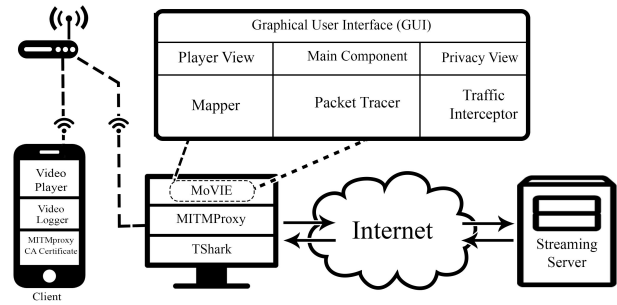 Graphical User Interface (GUI)
Player View
Main Component
Privacy View
Mapper
Packet Tracer
Traffic
Interceptor
Video
Player
Video
Logger
MITMproxy
CA Certificate
Client
MoVIE
MITMProxy
TShark
Internet
Streaming
Server